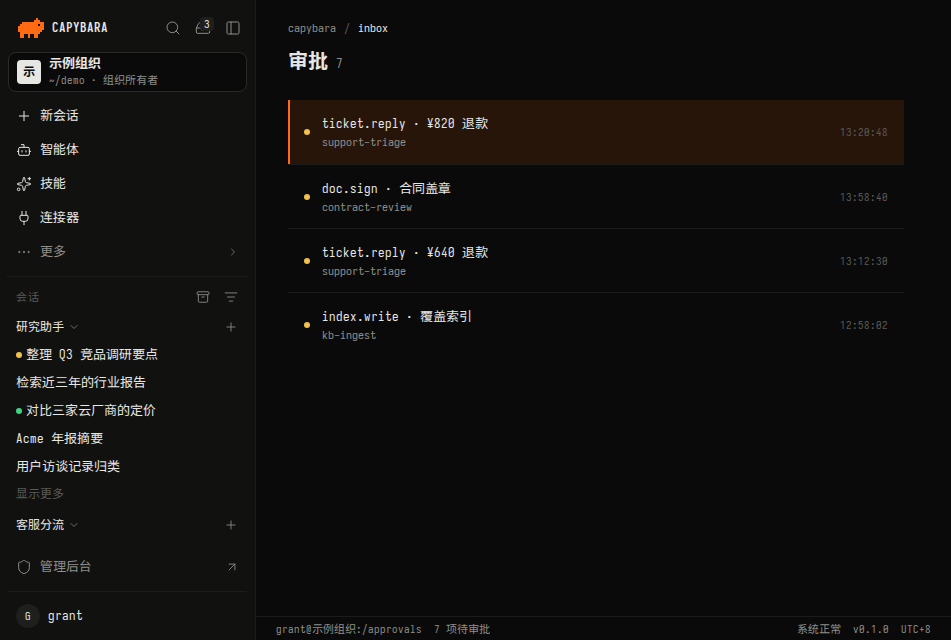 CAPYBARA
3
示
示例组织
~/demo · 组织所有者
新会话
智能体
技能
连接器
更多
会话
研究助手
整理 Q3 竞品调研要点
检索近三年的行业报告
对比三家云厂商的定价
Acme 年报摘要
用户访谈记录归类
显示更多
客服分流
管理后台
G grant
capybara / inbox
审批 7
ticket.reply · ¥820 退款
support-triage
13:20:48
doc.sign · 合同盖章
contract-review
13:58:40
ticket.reply · ¥640 退款
support-triage
13:12:30
index.write · 覆盖索引
kb-ingest
12:58:02
grant@示例组织:/approvals 7 项待审批
系统正常 v0.1.0 UTC+8